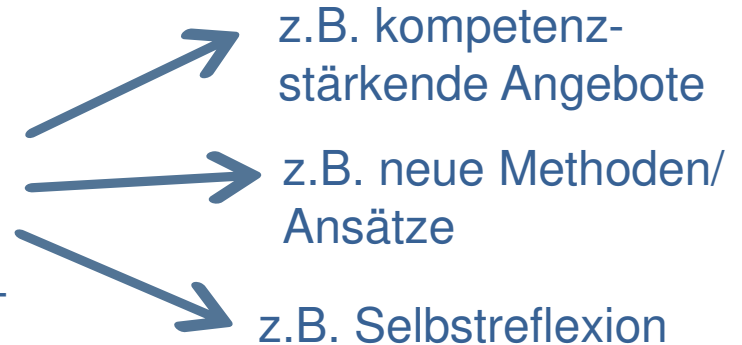 z.B. kompetenz-
stärkende Angebote
z.B. neue Methoden/
Ansätze
z.B. Selbstreflexion